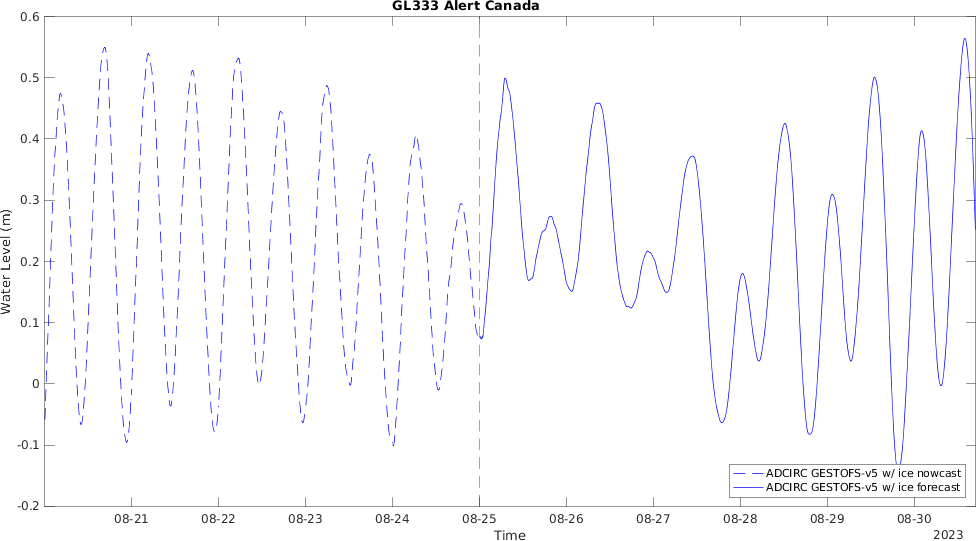 GL333 Alert Canada
0.6
0.5
0.4
0.3
0.2
0.1
0
-0.1
-0.2
Water Level (m)
ADCIRC GESTOFS-v5 w/ ice nowcast
ADCIRC GESTOFS-v5 w/ ice forecast
08-21 08-22 08-23 08-24 08-25 08-26 08-27 08-28 08-29 08-30
Time
2023